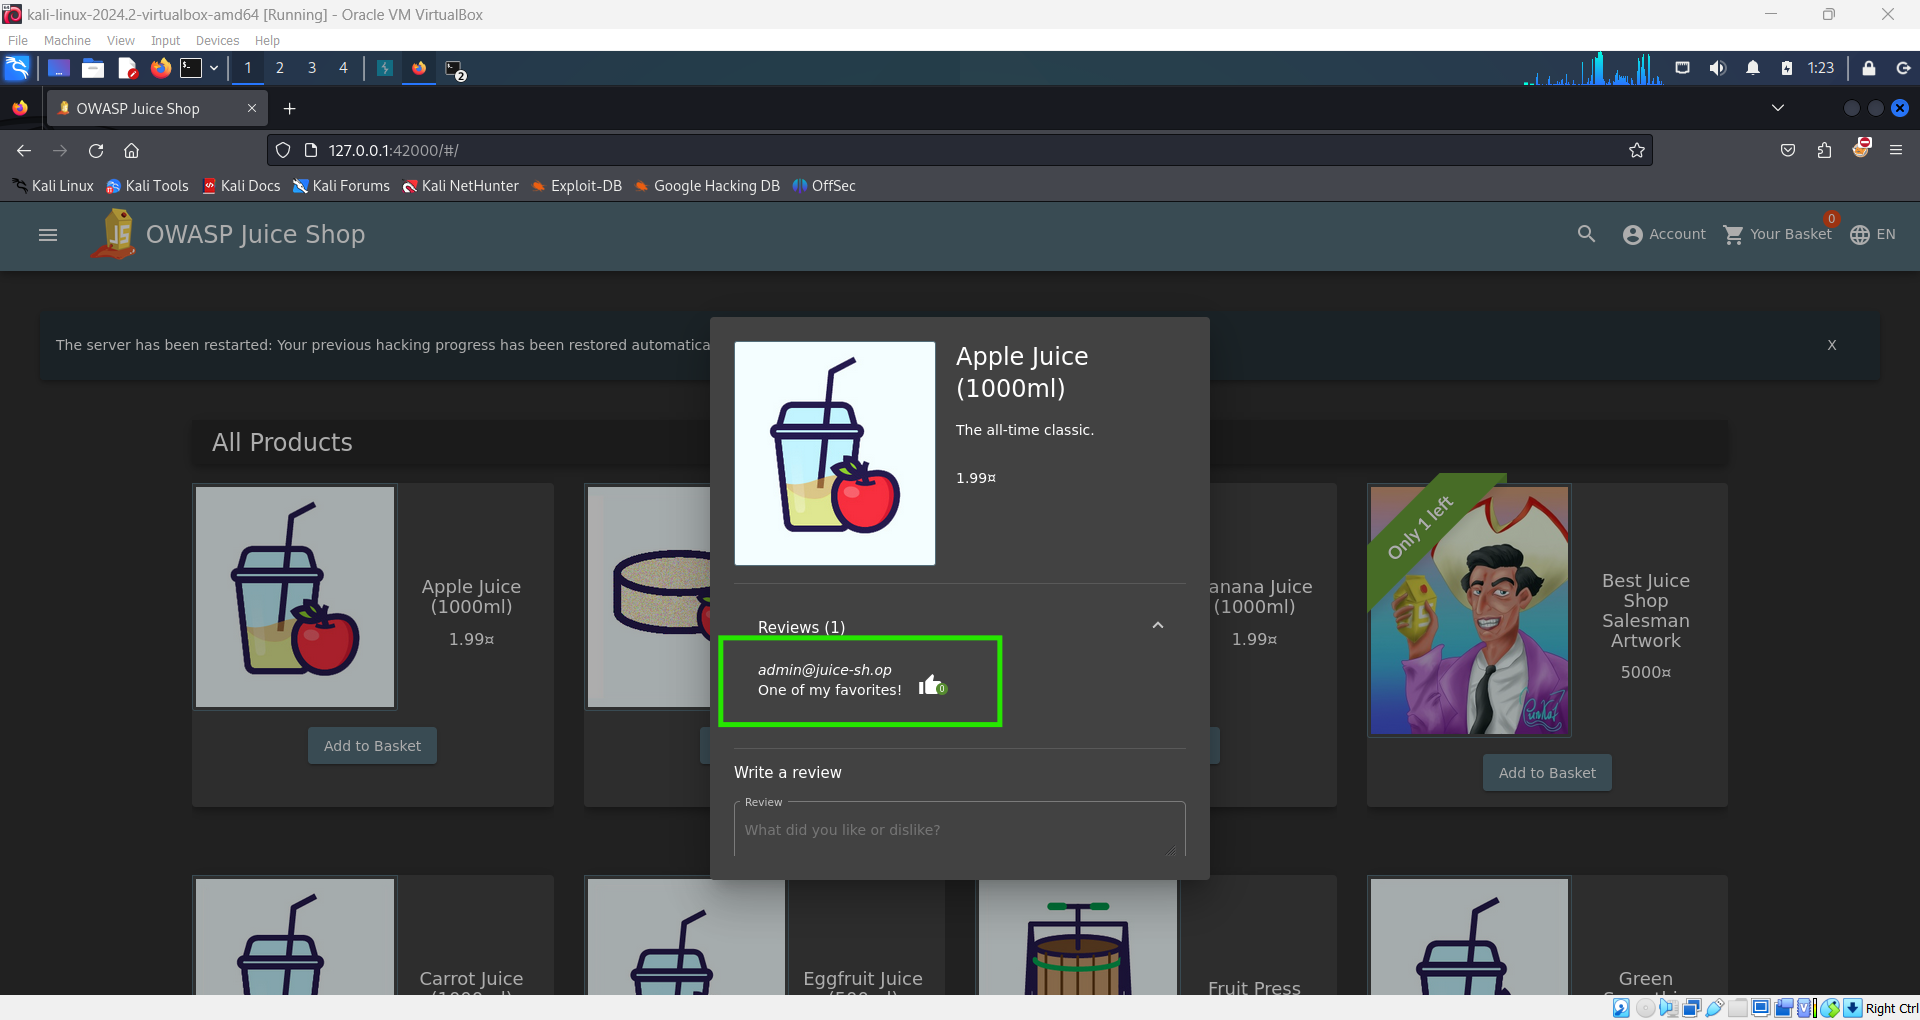 kali-linux-2024.2-virtualbox-amd64 [Running] - Oracle VM VirtualBox
File Machine View Input Devices Help
1 2 3 4 2 1:23
OWASP Juice Shop
127.0.0.1:42000/#/
Kali Linux Kali Tools Kali Docs Kali Forums Kali NetHunter Exploit-DB Google Hacking DB OffSec
JS OWASP Juice Shop Account Your Basket 0 EN
The server has been restarted: Your previous hacking progress has been restored automatica
X
All Products
Apple Juice
(1000ml)
1.99¤
Add to Basket
Apple Juice
(1000ml)
The all-time classic.
1.99¤
Reviews (1)
admin@juice-sh.op
One of my favorites! 0
Write a review
Review
What did you like or dislike?
anana Juice
(1000ml)
1.99¤
Only 1 left
Best Juice
Shop
Salesman
Artwork
5000¤
Add to Basket
Carrot Juice
Eggfruit Juice
Fruit Press
Green
Right Ctrl